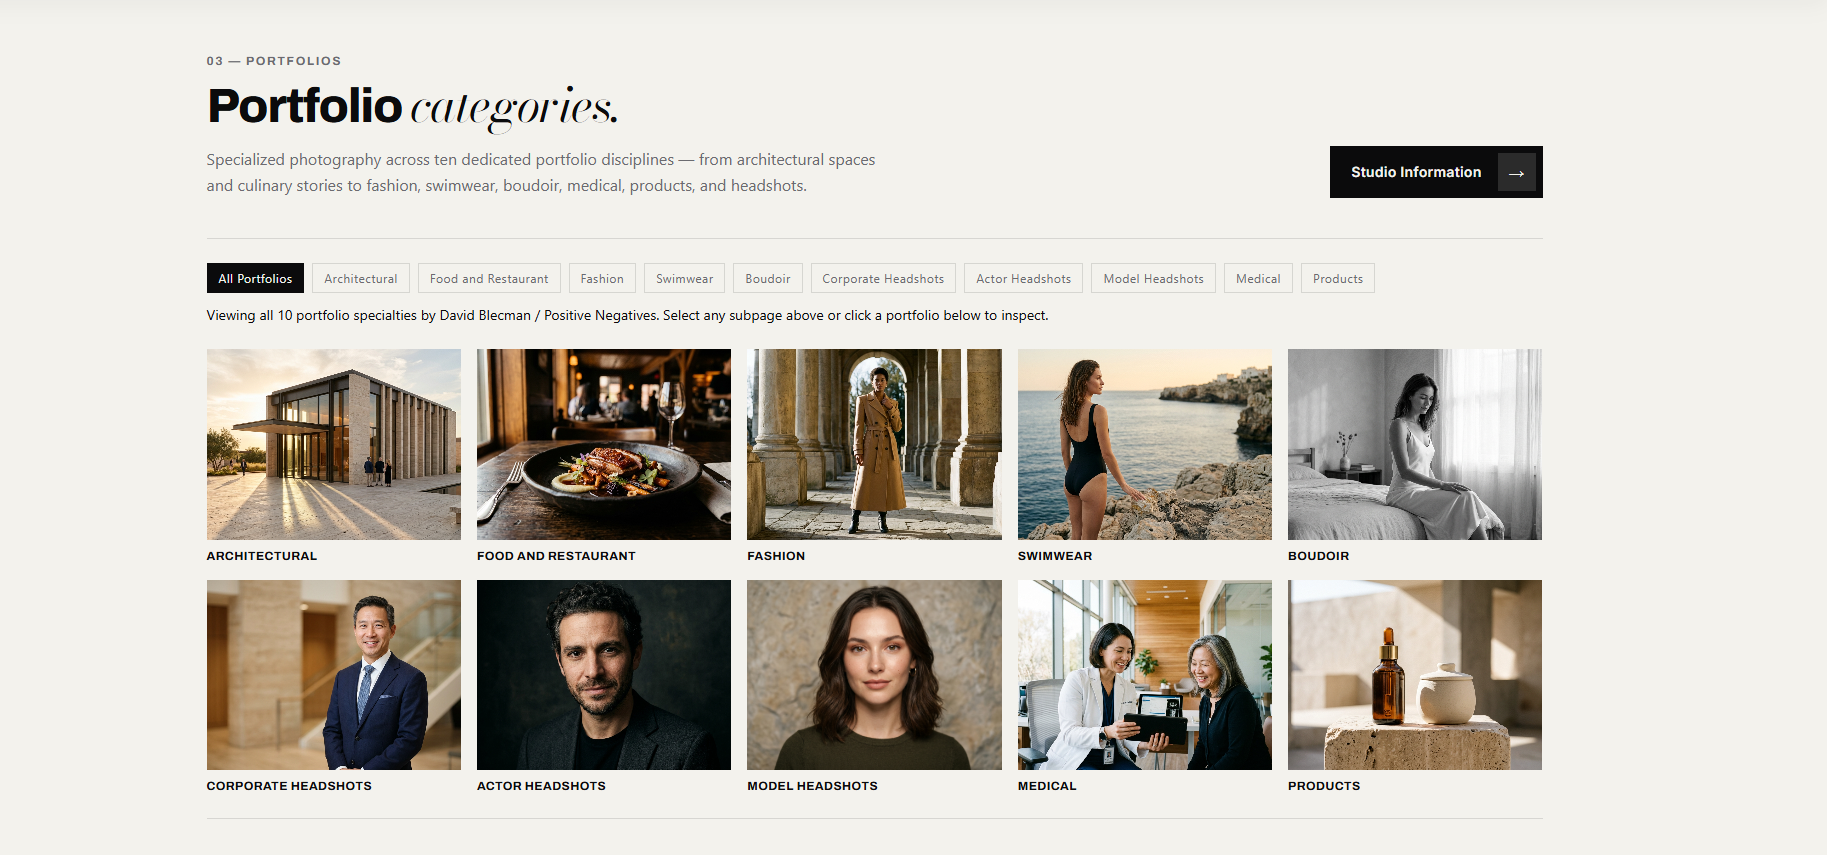 03 — PORTFOLIOS
Portfolio categories.
Specialized photography across ten dedicated portfolio disciplines — from architectural spaces
and culinary stories to fashion, swimwear, boudoir, medical, products, and headshots.
Studio Information →
All Portfolios
Architectural
Food and Restaurant
Fashion
Swimwear
Boudoir
Corporate Headshots
Actor Headshots
Model Headshots
Medical
Products
Viewing all 10 portfolio specialties by David Blecman / Positive Negatives. Select any subpage above or click a portfolio below to inspect.
ARCHITECTURAL
FOOD AND RESTAURANT
FASHION
SWIMWEAR
BOUDOIR
CORPORATE HEADSHOTS
ACTOR HEADSHOTS
MODEL HEADSHOTS
MEDICAL
PRODUCTS